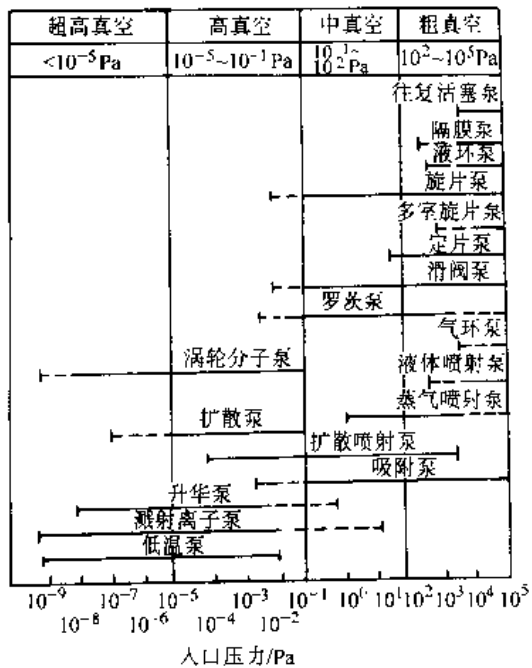 超高真空 高真空 中真空 粗真空
<10⁻⁵Pa 10⁻⁵~10⁻¹Pa 10⁻¹~10²Pa 10²~10⁵Pa
往复活塞泵
隔膜泵
液环泵
旋片泵
多室旋片泵
定片泵
滑阀泵
罗茨泵
气环泵
涡轮分子泵 液体喷射泵
蒸气喷射泵
扩散泵
扩散喷射泵
吸附泵
升华泵
溅射离子泵
低温泵
10⁻⁹ 10⁻⁷ 10⁻⁵ 10⁻³ 10⁻¹ 10⁰ 10¹ 10² 10³ 10⁴ 10⁵
10⁻⁸ 10⁻⁶ 10⁻⁴ 10⁻²
入口压力/Pa